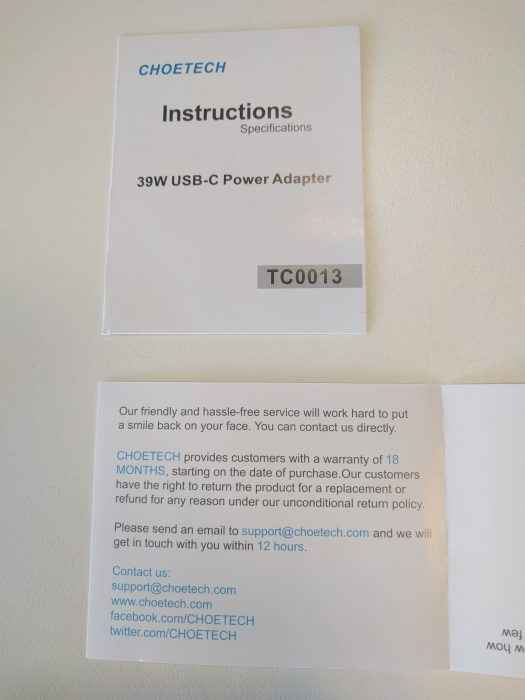 CHOETECH
Instructions
Specifications
39W USB-C Power Adapter
TC0013
Our friendly and hassle-free service will work hard to put
a smile back on your face. You can contact us directly.
CHOETECH provides customers with a warranty of 18
MONTHS, starting on the date of purchase.Our customers
have the right to return the product for a replacement or
refund for any reason under our unconditional return policy.
Please send an email to support@choetech.com and we will
get in touch with you within 12 hours.
Contact us:
support@choetech.com
www.choetech.com
facebook.com/CHOETECH
twitter.com/CHOETECH
how
few